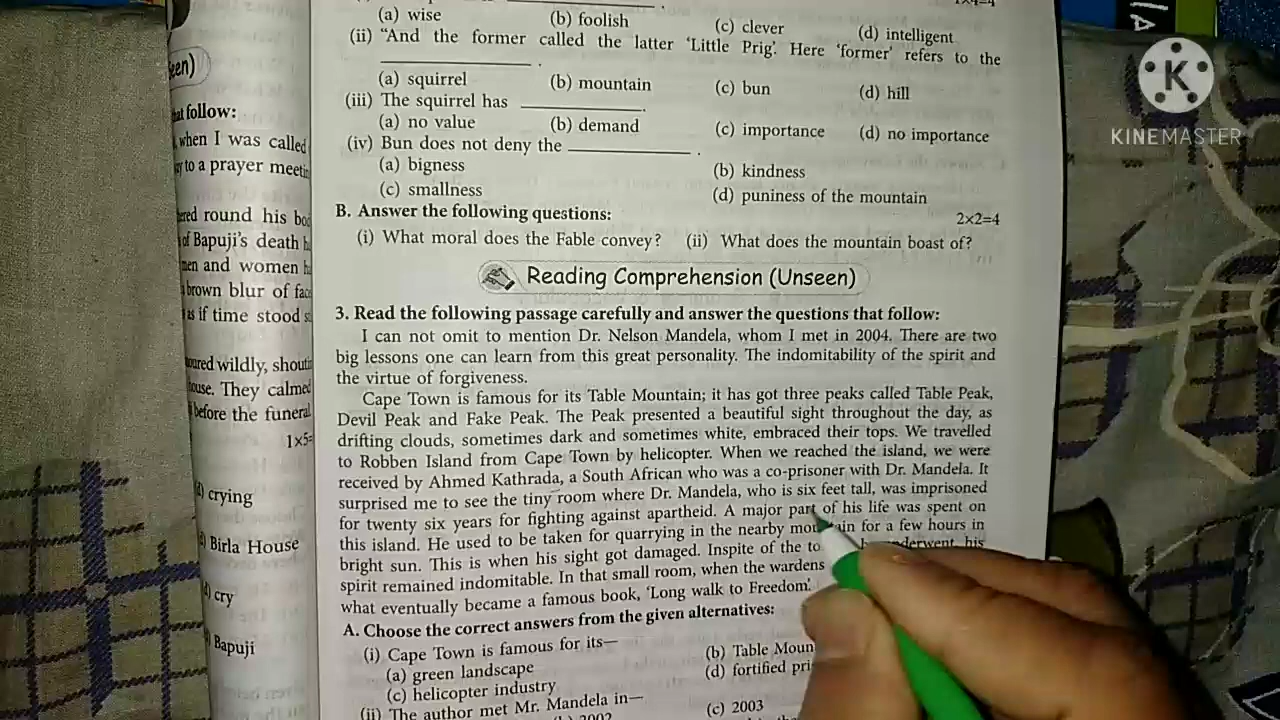 1×4=4
(a) wise (b) foolish (c) clever (d) intelligent
(ii) “And the former called the latter ‘Little Prig’. Here ‘former’ refers to the
____________ .
(a) squirrel (b) mountain (c) bun (d) hill
(iii) The squirrel has ____________.
(a) no value (b) demand (c) importance (d) no importance
(iv) Bun does not deny the ____________ .
(a) bigness (b) kindness
(c) smallness (d) puniness of the mountain
B. Answer the following questions: 2×2=4
(i) What moral does the Fable convey? (ii) What does the mountain boast of?
Reading Comprehension (Unseen)
3. Read the following passage carefully and answer the questions that follow:
I can not omit to mention Dr. Nelson Mandela, whom I met in 2004. There are two
big lessons one can learn from this great personality. The indomitability of the spirit and
the virtue of forgiveness.
Cape Town is famous for its Table Mountain; it has got three peaks called Table Peak,
Devil Peak and Fake Peak. The Peak presented a beautiful sight throughout the day, as
drifting clouds, sometimes dark and sometimes white, embraced their tops. We travelled
to Robben Island from Cape Town by helicopter. When we reached the island, we were
received by Ahmed Kathrada, a South African who was a co-prisoner with Dr. Mandela. It
surprised me to see the tiny room where Dr. Mandela, who is six feet tall, was imprisoned
for twenty six years for fighting against apartheid. A major part of his life was spent on
this island. He used to be taken for quarrying in the nearby for a few hours in
bright sun. This is when his sight got damaged. Inspite of the his
spirit remained indomitable. In that small room, when the wardens
what eventually became a famous book, ‘Long walk to Freedom’.
A. Choose the correct answers from the given alternatives:
(i) Cape Town is famous for its—
(a) green landscape (b) Table
(c) helicopter industry (d) fortified
(ii) The author met Mr. Mandela in—
(b) 2002 (c) 2003
that follow:
when I was called
to a prayer
round his
of Bapuji’s death
men and women
brown blur of
as if time stood
wildly,
They calmed
before the funeral
1×5=
crying
Birla House
(d) cry
Bapuji
K
KINEMASTER